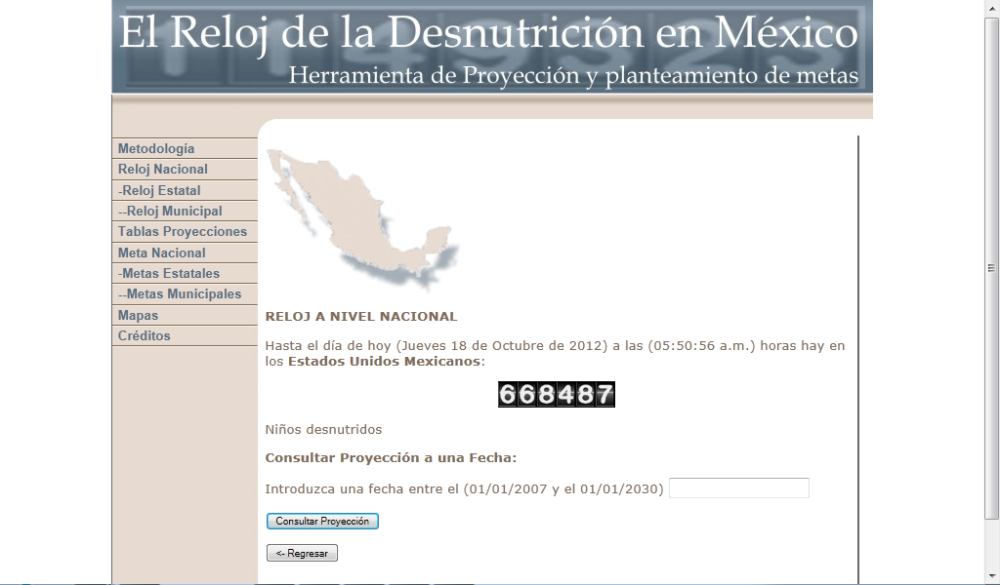 El Reloj de la Desnutrición en México
Herramienta de Proyección y planteamiento de metas
Metodología
Reloj Nacional
-Reloj Estatal
--Reloj Municipal
Tablas Proyecciones
Meta Nacional
-Metas Estatales
--Metas Municipales
Mapas
Créditos
RELOJ A NIVEL NACIONAL
Hasta el día de hoy (Jueves 18 de Octubre de 2012) a las (05:50:56 a.m.) horas hay en
los Estados Unidos Mexicanos:
668487
Niños desnutridos
Consultar Proyección a una Fecha:
Introduzca una fecha entre el (01/01/2007 y el 01/01/2030)
Consultar Proyección
<- Regresar